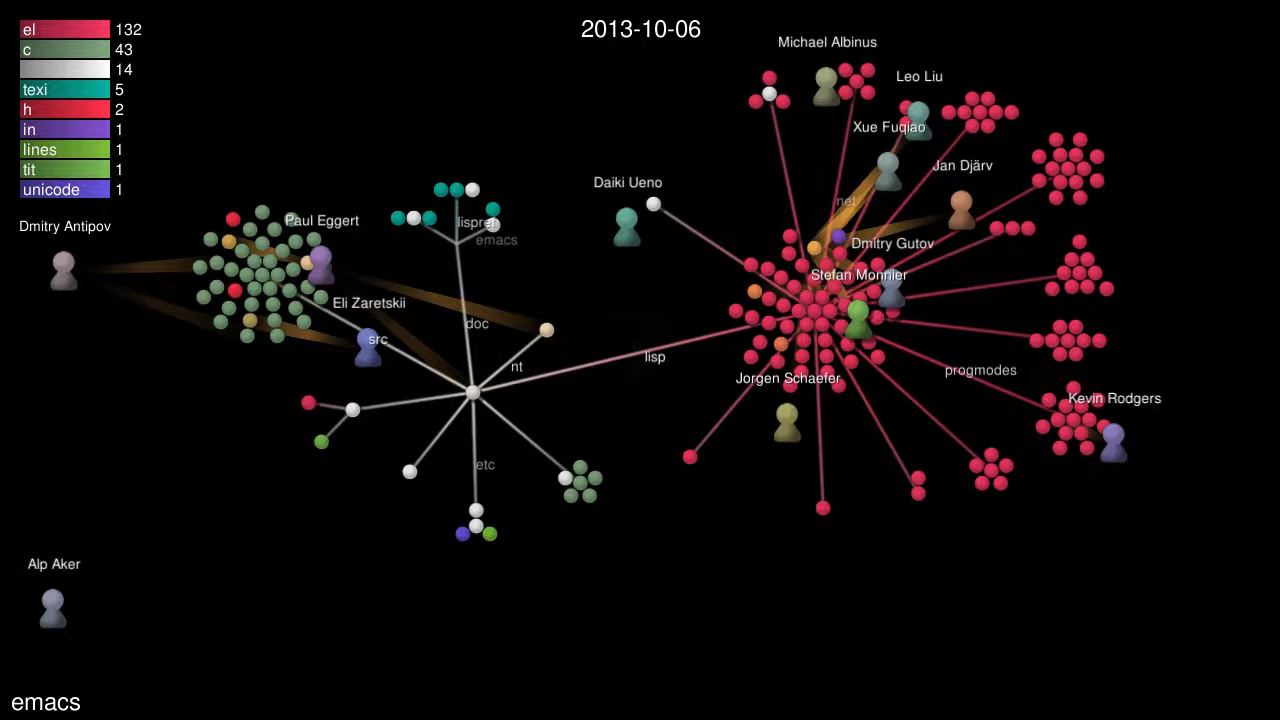 2013-10-06
el 132
c 43
14
texi 5
h 2
in 1
lines 1
tit 1
unicode 1
Michael Albinus
Leo Liu
Xue Fuqiao
Jan Djärv
Daiki Ueno
net
Dmitry Antipov
Paul Eggert
lispref
emacs
Dmitry Gutov
Stefan Monnier
Eli Zaretskii
doc
src
nt
lisp
progmodes
Jorgen Schaefer
Kevin Rodgers
etc
Alp Aker
emacs